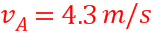 v_A = 4.3 m/s